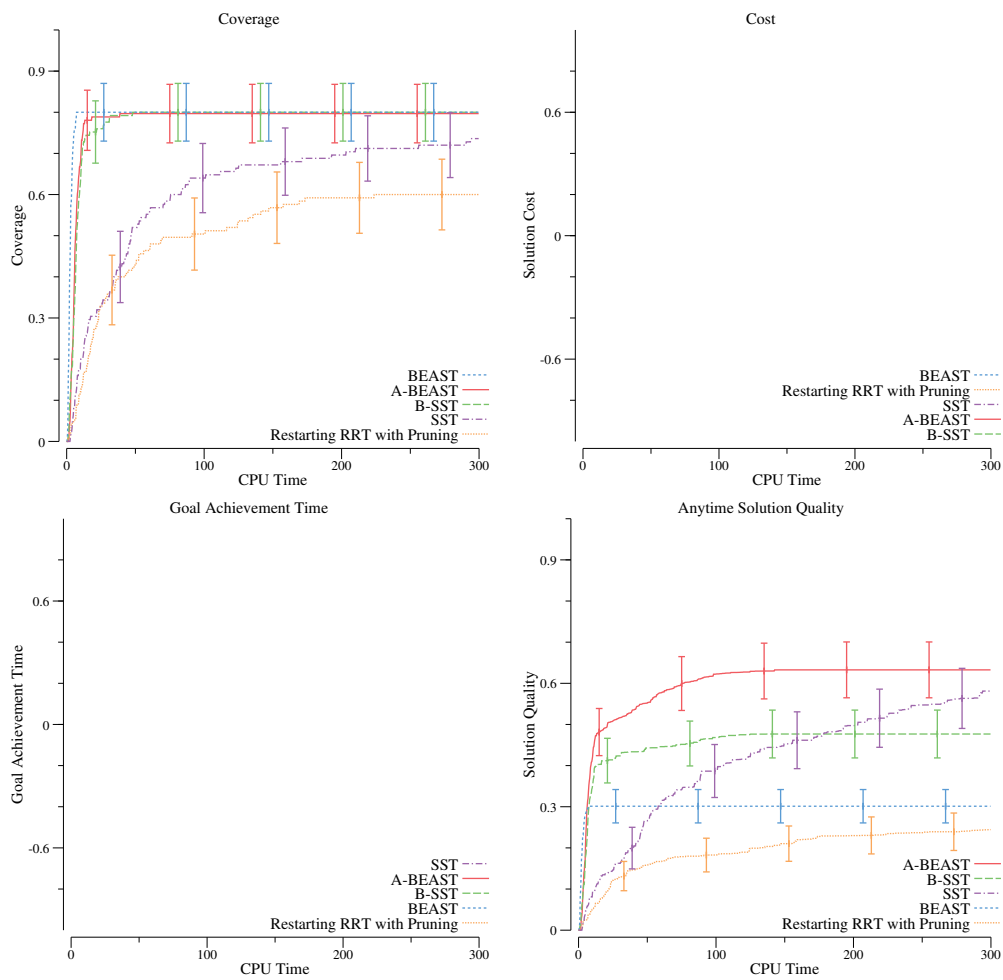 Coverage
0.9
0.6
0.3
0
Coverage
BEAST
A-BEAST
B-SST
SST
Restarting RRT with Pruning
0
100
200
300
CPU Time
Cost
0.6
0
-0.6
Solution Cost
BEAST
Restarting RRT with Pruning
SST
A-BEAST
B-SST
0
100
200
300
CPU Time
Goal Achievement Time
0.6
0
-0.6
Goal Achievement Time
SST
A-BEAST
B-SST
BEAST
Restarting RRT with Pruning
0
100
200
300
CPU Time
Anytime Solution Quality
0.9
0.6
0.3
0
Solution Quality
A-BEAST
B-SST
SST
BEAST
Restarting RRT with Pruning
0
100
200
300
CPU Time